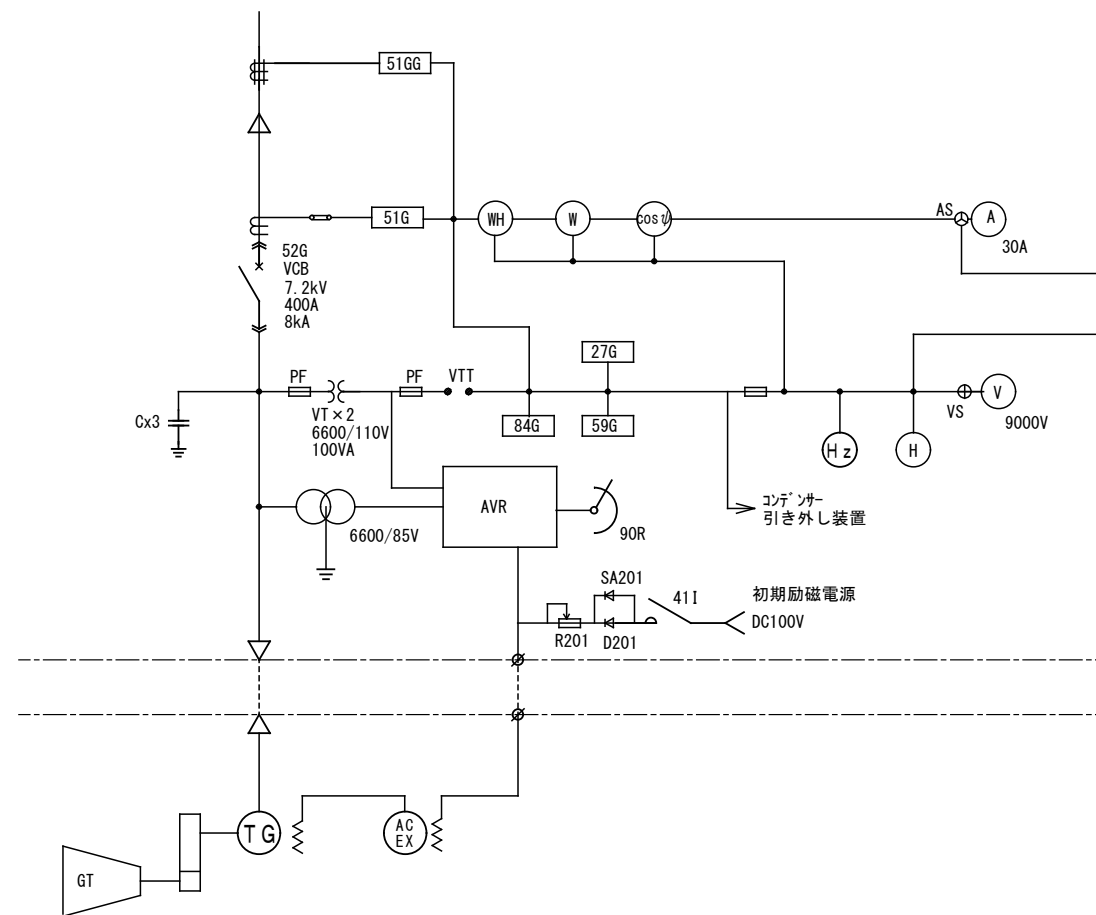 51GG
51G
WH
W
cosψ
AS
A
30A
52G
VCB
7.2kV
400A
8kA
27G
PF
PF
VTT
84G
59G
VS
V
9000V
Cx3
VT×2
6600/110V
100VA
Hz
H
AVR
90R
コンデンサー
引き外し装置
6600/85V
SA201
41I
初期励磁電源
DC100V
R201
D201
TG
AC
EX
GT